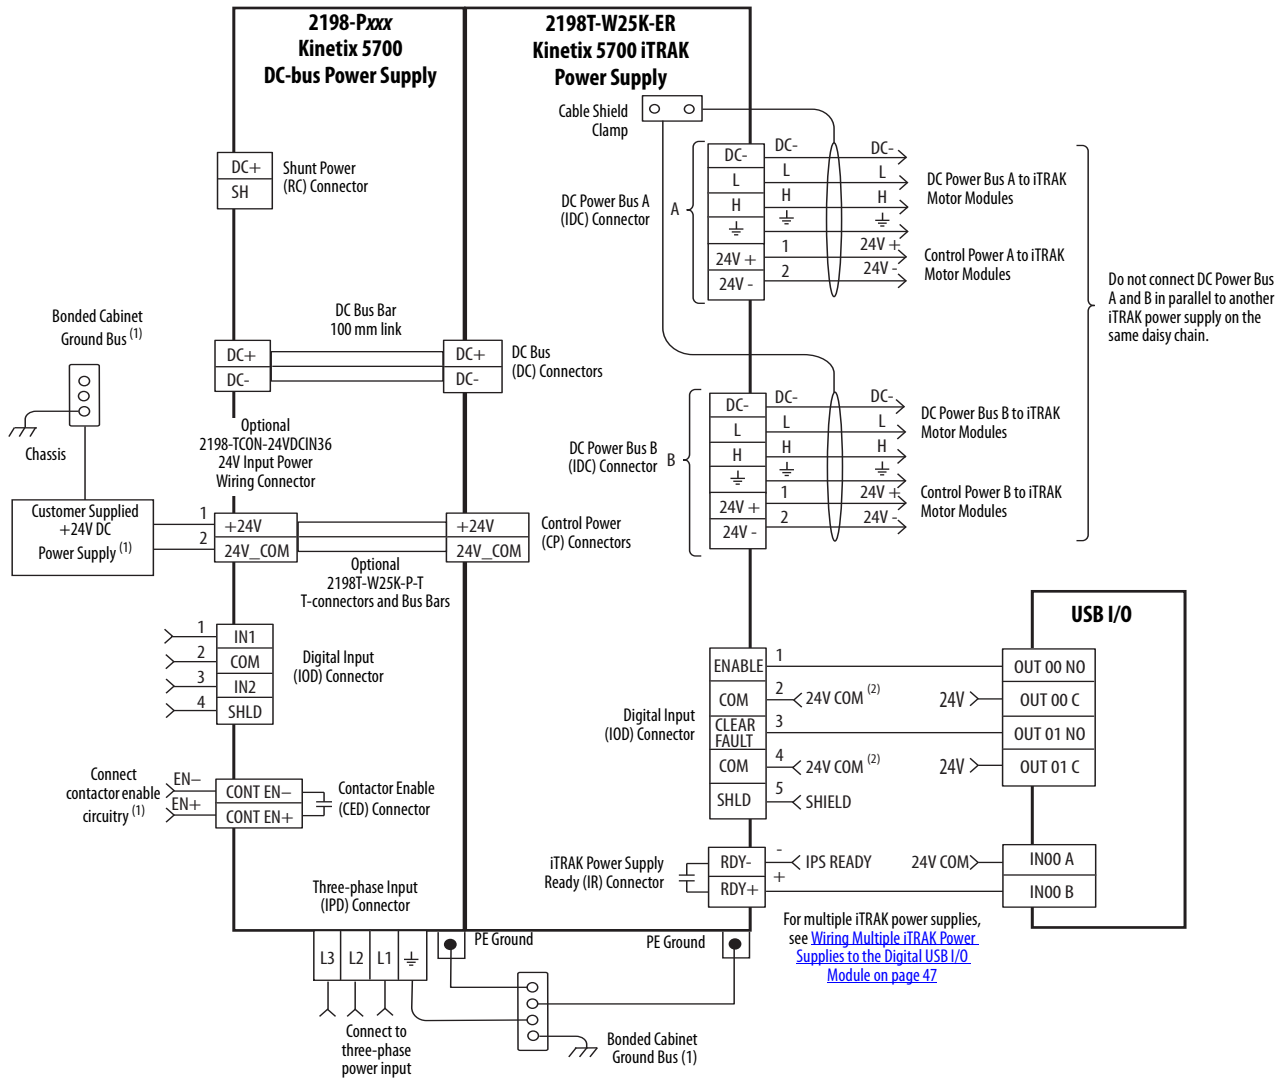 2198-Pxxx
Kinetix 5700
DC-bus Power Supply
2198T-W25K-ER
Kinetix 5700 iTRAK
Power Supply
Cable Shield
Clamp
DC+
SH
Shunt Power
(RC) Connector
DC Power Bus A
(IDC) Connector
A
DC-
L
H
24V +
24V -
DC-
L
H
1
2
DC-
L
H
24V +
24V -
DC Power Bus A to iTRAK
Motor Modules
Control Power A to iTRAK
Motor Modules
Do not connect DC Power Bus
A and B in parallel to another
iTRAK power supply on the
same daisy chain.
Bonded Cabinet
Ground Bus (1)
Chassis
DC Bus Bar
100 mm link
DC+
DC-
DC+
DC-
DC Bus
(DC) Connectors
Optional
2198-TCON-24VDCIN36
24V Input Power
Wiring Connector
DC Power Bus B
(IDC) Connector
B
DC-
L
H
24V +
24V -
DC-
L
H
1
2
DC-
L
H
24V +
24V -
DC Power Bus B to iTRAK
Motor Modules
Control Power B to iTRAK
Motor Modules
Customer Supplied
+24V DC
Power Supply (1)
1
2
+24V
24V_COM
+24V
24V_COM
Control Power
(CP) Connectors
Optional
2198T-W25K-P-T
T-connectors and Bus Bars
1
2
3
4
IN1
COM
IN2
SHLD
Digital Input
(IOD) Connector
Digital Input
(IOD) Connector
ENABLE
COM
CLEAR
FAULT
COM
SHLD
1
2
3
4
5
24V COM (2)
24V COM (2)
SHIELD
24V
24V
USB I/O
OUT 00 NO
OUT 00 C
OUT 01 NO
OUT 01 C
Connect
contactor enable
circuitry (1)
EN–
EN+
CONT EN–
CONT EN+
Contactor Enable
(CED) Connector
iTRAK Power Supply
Ready (IR) Connector
RDY-
RDY+
-
+
IPS READY
24V COM
IN00 A
IN00 B
Three-phase Input
(IPD) Connector
L3
L2
L1
PE Ground
PE Ground
For multiple iTRAK power supplies,
see Wiring Multiple iTRAK Power
Supplies to the Digital USB I/O
Module on page 47
Connect to
three-phase
power input
Bonded Cabinet
Ground Bus (1)